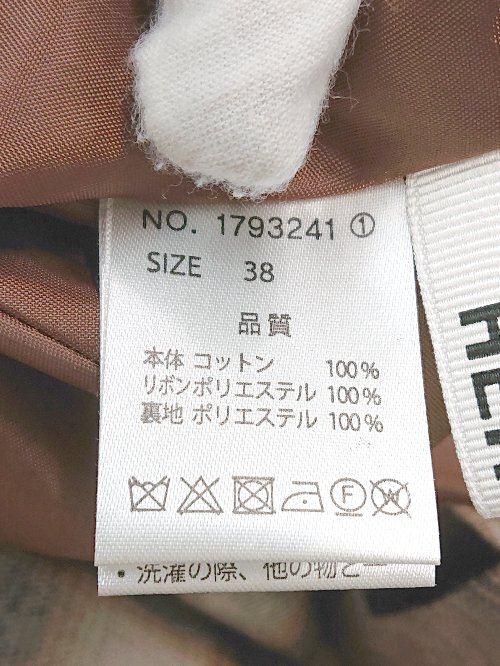 NO. 1793241 ①
SIZE 38
品質
本体 コットン 100%
リボンポリエステル 100%
裏地 ポリエステル 100%
F
W
・洗濯の際、他の物と一